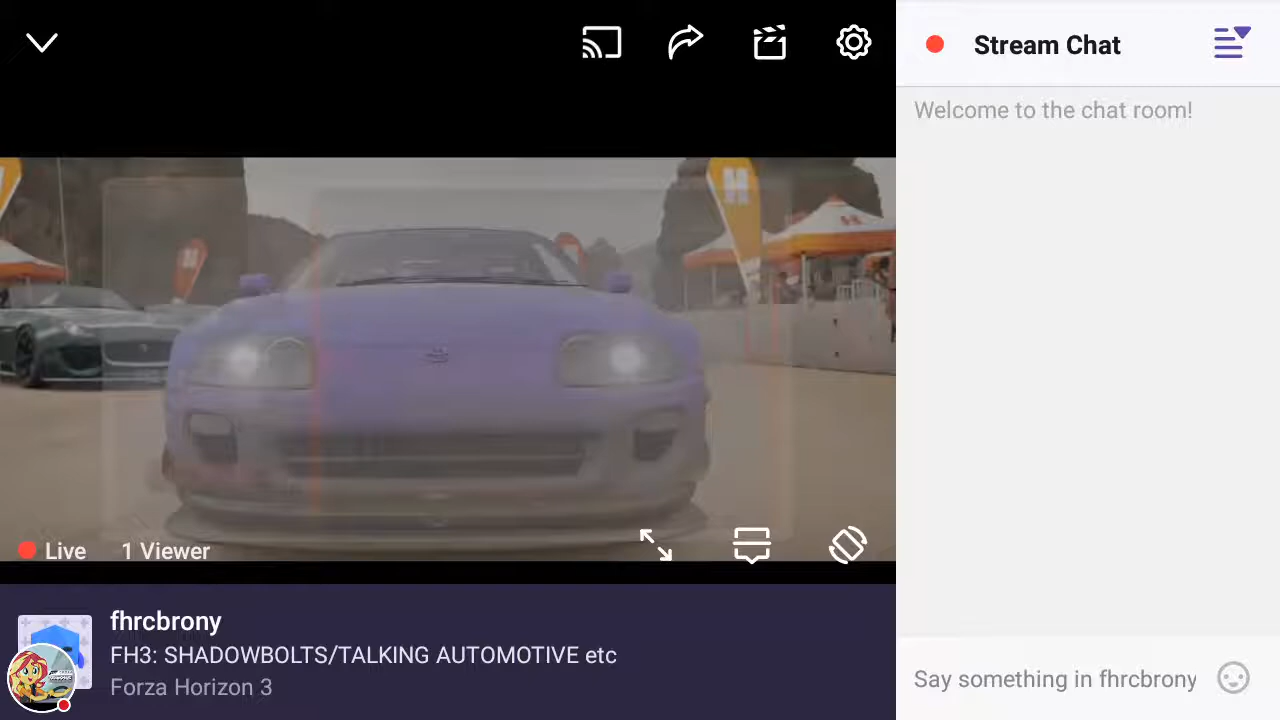 Stream Chat
Welcome to the chat room!
H
H
Live
1 Viewer
fhrcbrony
FH3: SHADOWBOLTS/TALKING AUTOMOTIVE etc
Forza Horizon 3
Say something in fhrcbrony